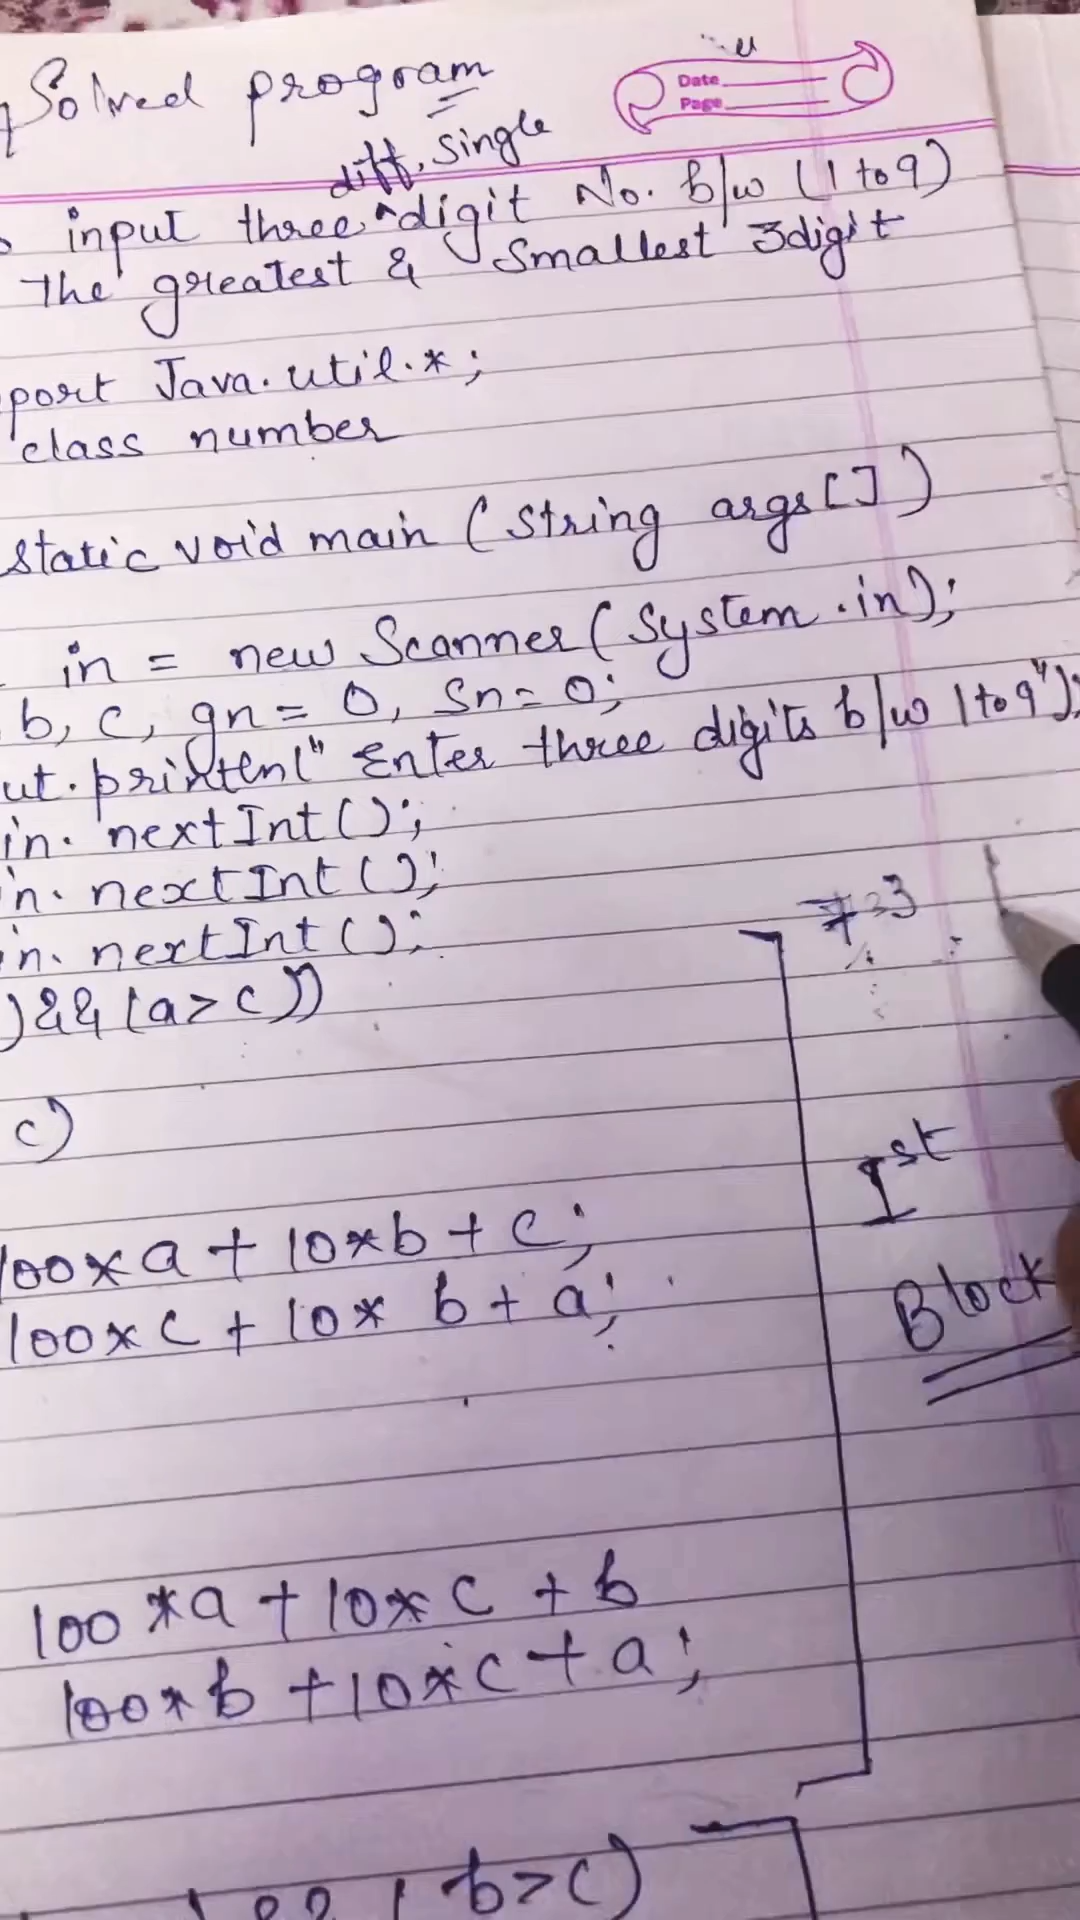 Solved program
Date
Page
diff, single
input three ^ digit No. b/w (1 to 9)
The greatest & Smallest 3digit
port Java.util.*;
class number
static void main (String args[])
in = new Scanner(System.in);
b, c, gn = 0, sn = 0;
ut.println(" Enter three digits b/w 1 to 9");
in. nextInt();
n. nextInt();
in. nextInt();
)&&(a>c))
c)
100*a + 10*b + c;
100*c + 10* b + a;
Ist
Block
100*a + 10*c + b
100*b + 10*c + a;
&& ( b>c)